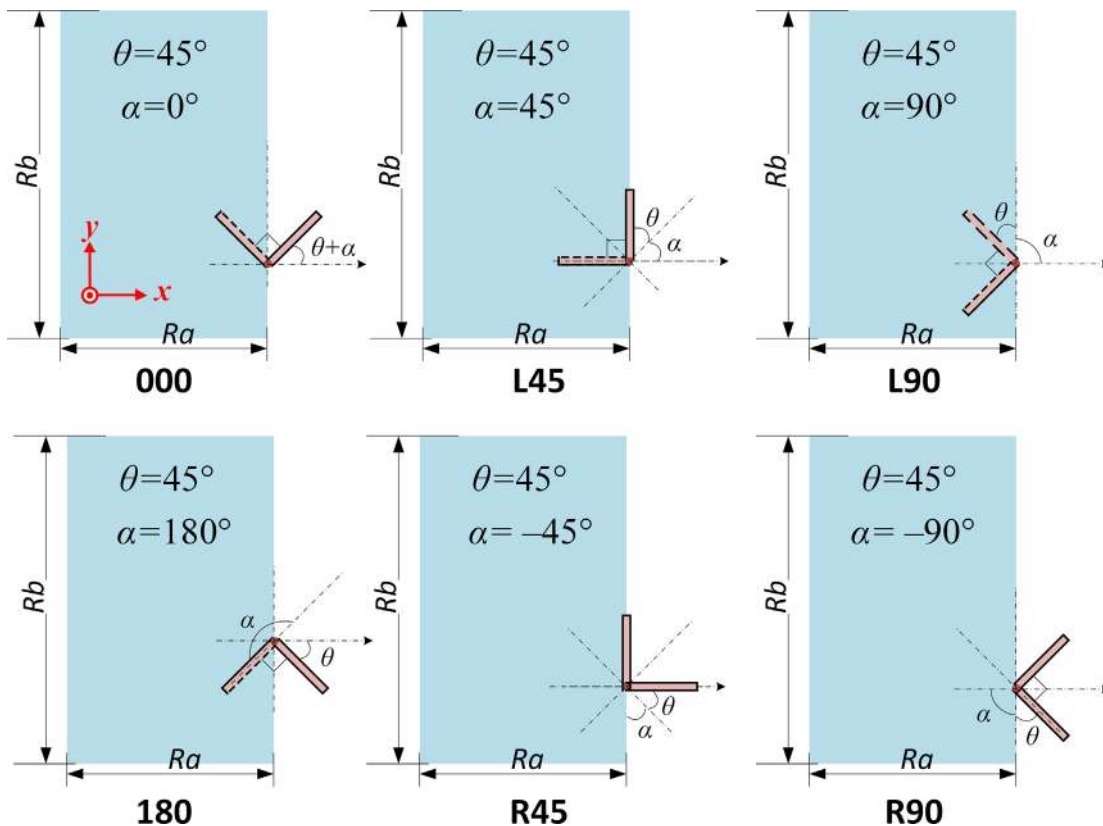 θ=45°
α=0°
Rb
y
x
θ+α
Ra
000
θ=45°
α=45°
Rb
θ
α
Ra
L45
θ=45°
α=90°
Rb
θ
α
Ra
L90
θ=45°
α=180°
Rb
α
θ
Ra
180
θ=45°
α= –45°
Rb
θ
α
Ra
R45
θ=45°
α= –90°
Rb
α
θ
Ra
R90